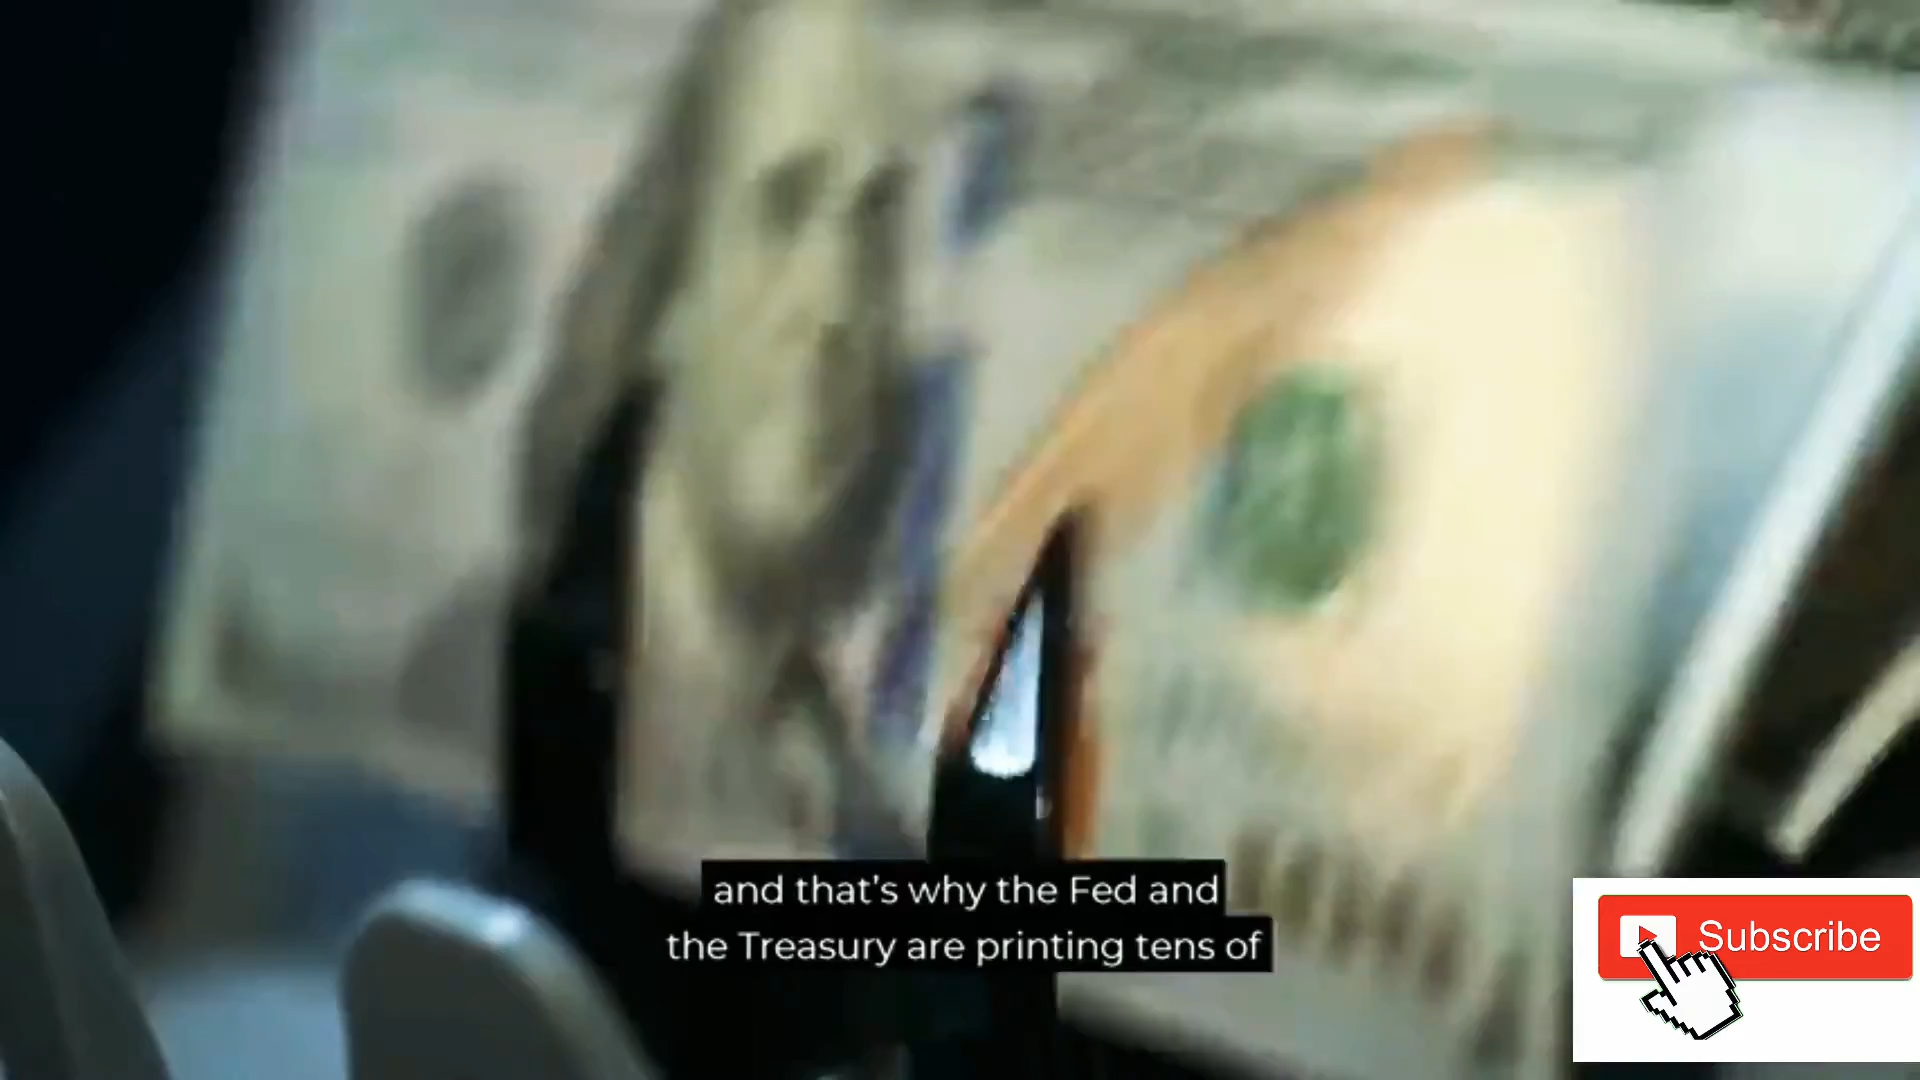 and that's why the Fed and
the Treasury are printing tens of
Subscribe